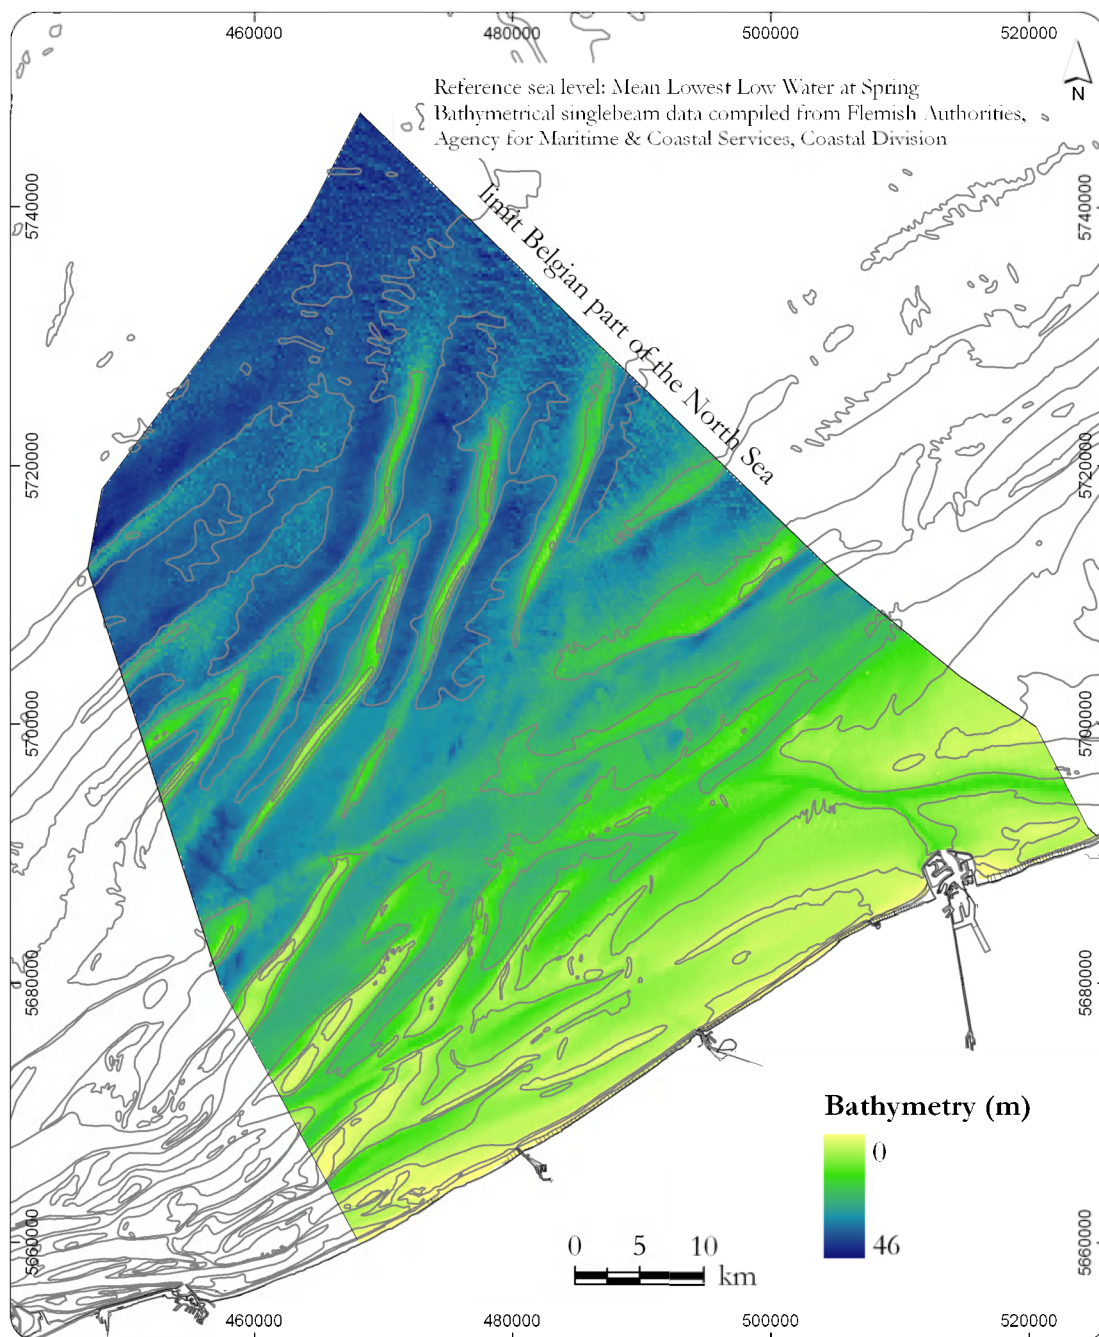 460000 480000 500000 520000
Reference sea level: Mean Lowest Low Water at Spring
Bathymetrical singlebeam data compiled from Flemish Authorities,
Agency for Maritime & Coastal Services, Coastal Division
N
limit Belgian part of the North Sea
5740000 5740000
5720000 5720000
5700000 5700000
5680000 5680000
Bathymetry (m)
0
46
0 5 10
km
5660000 5660000
460000 480000 500000 520000